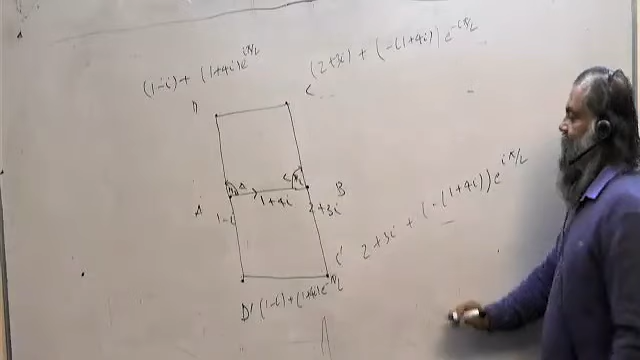 (1-i) + (1+4i)e^{iπ/2}
(2+3i) + (-(1+4i))e^{-iπ/2}
D
C
A
1-i
1+4i
B
2+3i
2+3i + (-(1+4i))e^{iπ/2}
C'
D' (1-i)+(1+4i)e^{-iπ/2}